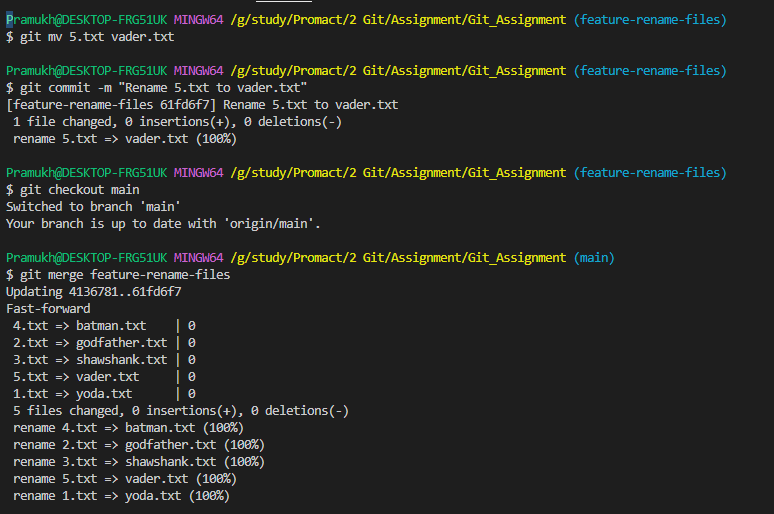 Pramukh@DESKTOP-FRG51UK MINGW64 /g/study/Promact/2 Git/Assignment/Git_Assignment (feature-rename-files)
$ git mv 5.txt vader.txt
Pramukh@DESKTOP-FRG51UK MINGW64 /g/study/Promact/2 Git/Assignment/Git_Assignment (feature-rename-files)
$ git commit -m "Rename 5.txt to vader.txt"
[feature-rename-files 61fd6f7] Rename 5.txt to vader.txt
 1 file changed, 0 insertions(+), 0 deletions(-)
 rename 5.txt => vader.txt (100%)
Pramukh@DESKTOP-FRG51UK MINGW64 /g/study/Promact/2 Git/Assignment/Git_Assignment (feature-rename-files)
$ git checkout main
Switched to branch 'main'
Your branch is up to date with 'origin/main'.
Pramukh@DESKTOP-FRG51UK MINGW64 /g/study/Promact/2 Git/Assignment/Git_Assignment (main)
$ git merge feature-rename-files
Updating 4136781..61fd6f7
Fast-forward
 4.txt => batman.txt    | 0
 2.txt => godfather.txt | 0
 3.txt => shawshank.txt | 0
 5.txt => vader.txt     | 0
 1.txt => yoda.txt      | 0
 5 files changed, 0 insertions(+), 0 deletions(-)
 rename 4.txt => batman.txt (100%)
 rename 2.txt => godfather.txt (100%)
 rename 3.txt => shawshank.txt (100%)
 rename 5.txt => vader.txt (100%)
 rename 1.txt => yoda.txt (100%)